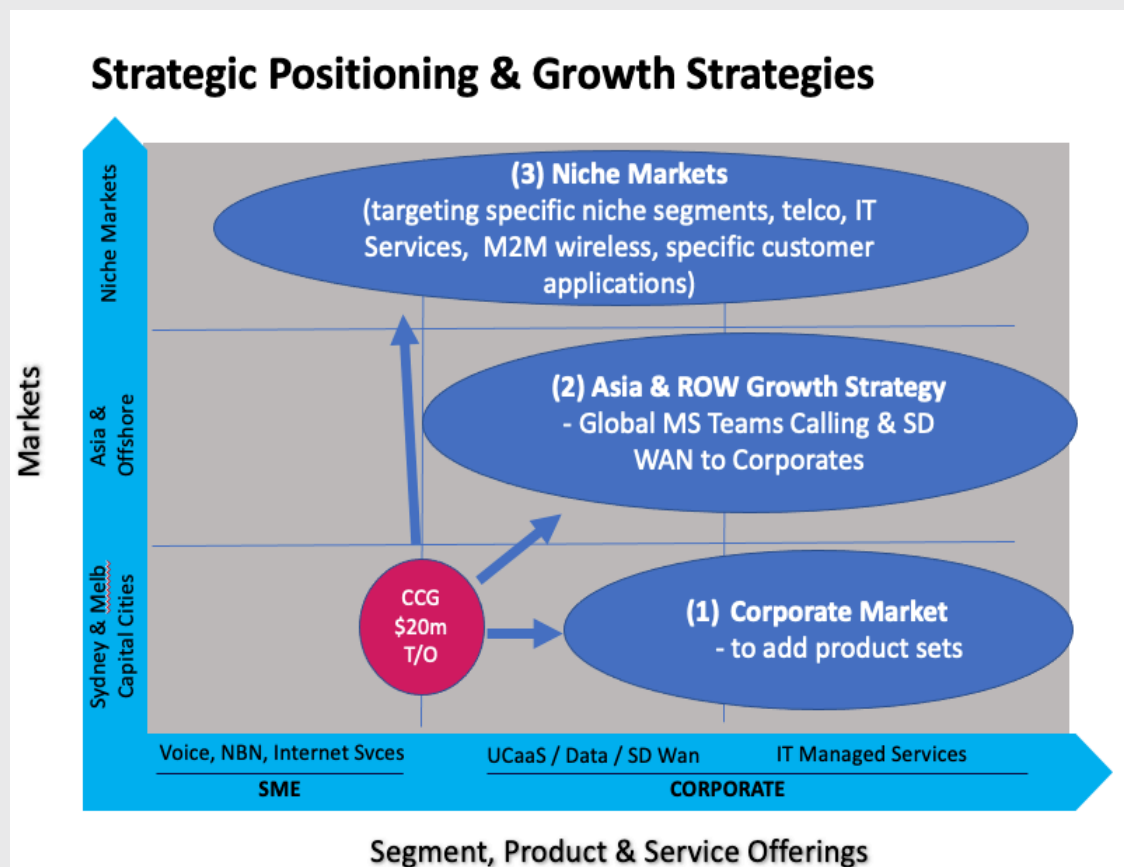 Strategic Positioning & Growth Strategies
Markets
Niche Markets
Asia &
Offshore
Sydney & Melb
Capital Cities
(3) Niche Markets
(targeting specific niche segments, telco, IT
Services, M2M wireless, specific customer
applications)
(2) Asia & ROW Growth Strategy
- Global MS Teams Calling & SD
WAN to Corporates
CCG
$20m
T/O
(1) Corporate Market
- to add product sets
Voice, NBN, Internet Svces
UCaaS / Data / SD Wan
IT Managed Services
SME
CORPORATE
Segment, Product & Service Offerings